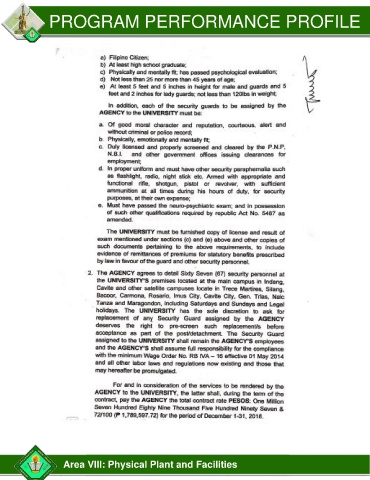 PROGRAM PERFORMANCE PROFILE
a) Filipino Citizen;
b) At least high school graduate;
c) Physically and mentally fit; has passed psychological evaluation;
d) Not less than 25 nor more than 45 years of age;
e) At least 5 feet and 5 inches in height for male and guards and 5
feet and 2 inches for lady guards; not less than 120lbs in weight;
In addition, each of the security guards to be assigned by the
AGENCY to the UNIVERSITY must be:
a. Of good moral character and reputation, courteous, alert and
without criminal or police record;
b. Physically, emotionally and mentally fit;
c. Duly licensed and properly screened and cleared by the P.N.P,
N.B.I. and other government offices issuing clearances for
employment;
d. In proper uniform and must have other security paraphernalia such
as flashlight, radio, night stick etc. Armed with appropriate and
functional rifle, shotgun, pistol or revolver, with sufficient
ammunition at all times during his hours of duty, for security
purposes, at their own expense;
e. Must have passed the neuro-psychiatric exam; and in possession
of such other qualifications required by republic Act No. 5487 as
amended.
The UNIVERSITY must be furnished copy of license and result of
exam mentioned under sections (c) and (e) above and other copies of
such documents pertaining to the above requirements, to include
evidence of remittances of premiums for statutory benefits prescribed
by law in favour of the guard and other security personnel.
2. The AGENCY agrees to detail Sixty Seven (67) security personnel at
the UNIVERSITY'S premises located at the main campus in Indang,
Cavite and other satellite campuses locate in Trece Martires, Silang,
Bacoor, Carmona, Rosario, Imus City, Cavite City, Gen. Trias, Naic
Tanza and Maragondon, including Saturdays and Sundays and Legal
holidays. The UNIVERSITY has the sole discretion to ask for
replacement of any Security Guard assigned by the AGENCY
deserves the right to pre-screen such replacement/s before
acceptance as part of the post/detachment. The Security Guard
assigned to the UNIVERSITY shall remain the AGENCY'S employees
and the AGENCY'S shall assume full responsibility for the compliance
with the minimum Wage Order No. RB IVA – 16 effective 01 May 2014
and all other labor laws and regulations now existing and those that
may hereafter be promulgated.
For and in consideration of the services to be rendered by the
AGENCY to the UNIVERSITY, the latter shall, during the term of the
contract, pay the AGENCY the total contract rate PESOS: One Million
Seven Hundred Eighty Nine Thousand Five Hundred Ninety Seven &
72/100 (₱ 1,789,597.72) for the period of December 1-31, 2016.
Area VIII: Physical Plant and Facilities